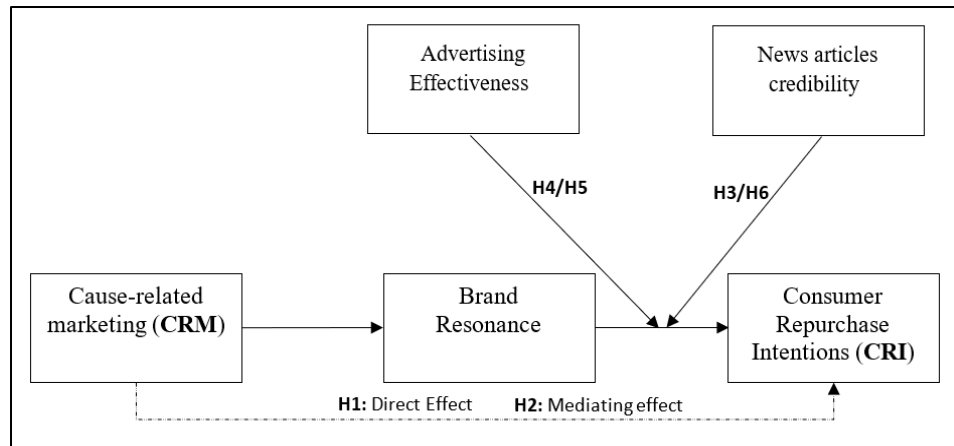 Advertising
Effectiveness
News articles
credibility
H4/H5
H3/H6
Cause-related
marketing (CRM)
Brand
Resonance
Consumer
Repurchase
Intentions (CRI)
H1: Direct Effect
H2: Mediating effect